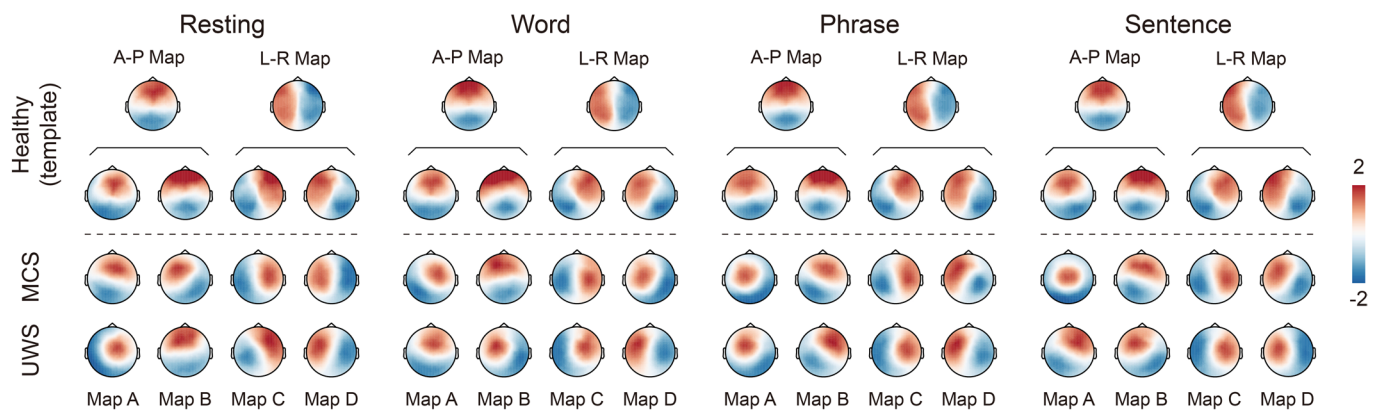 Resting Word Phrase Sentence
A-P Map L-R Map A-P Map L-R Map A-P Map L-R Map A-P Map L-R Map
Healthy
(template)
2
-2
MCS
UWS
Map A Map B Map C Map D Map A Map B Map C Map D Map A Map B Map C Map D Map A Map B Map C Map D